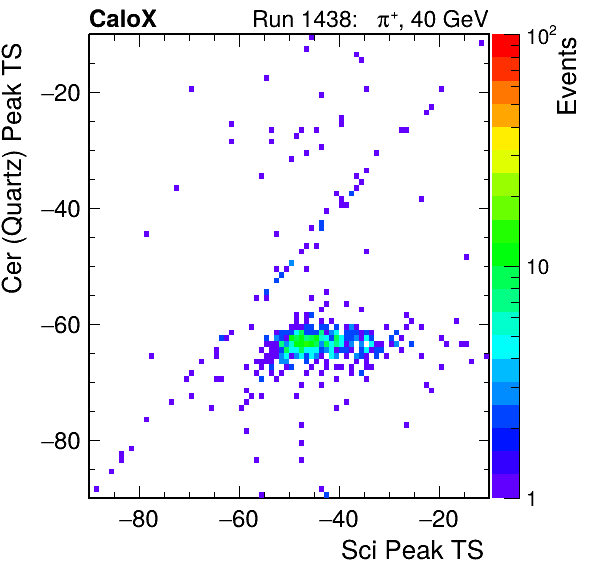 CaloX Run 1438: π⁺, 40 GeV
Cer (Quartz) Peak TS
−20
−40
−60
−80
−80 −60 −40 −20
Sci Peak TS
10²
10
1
Events